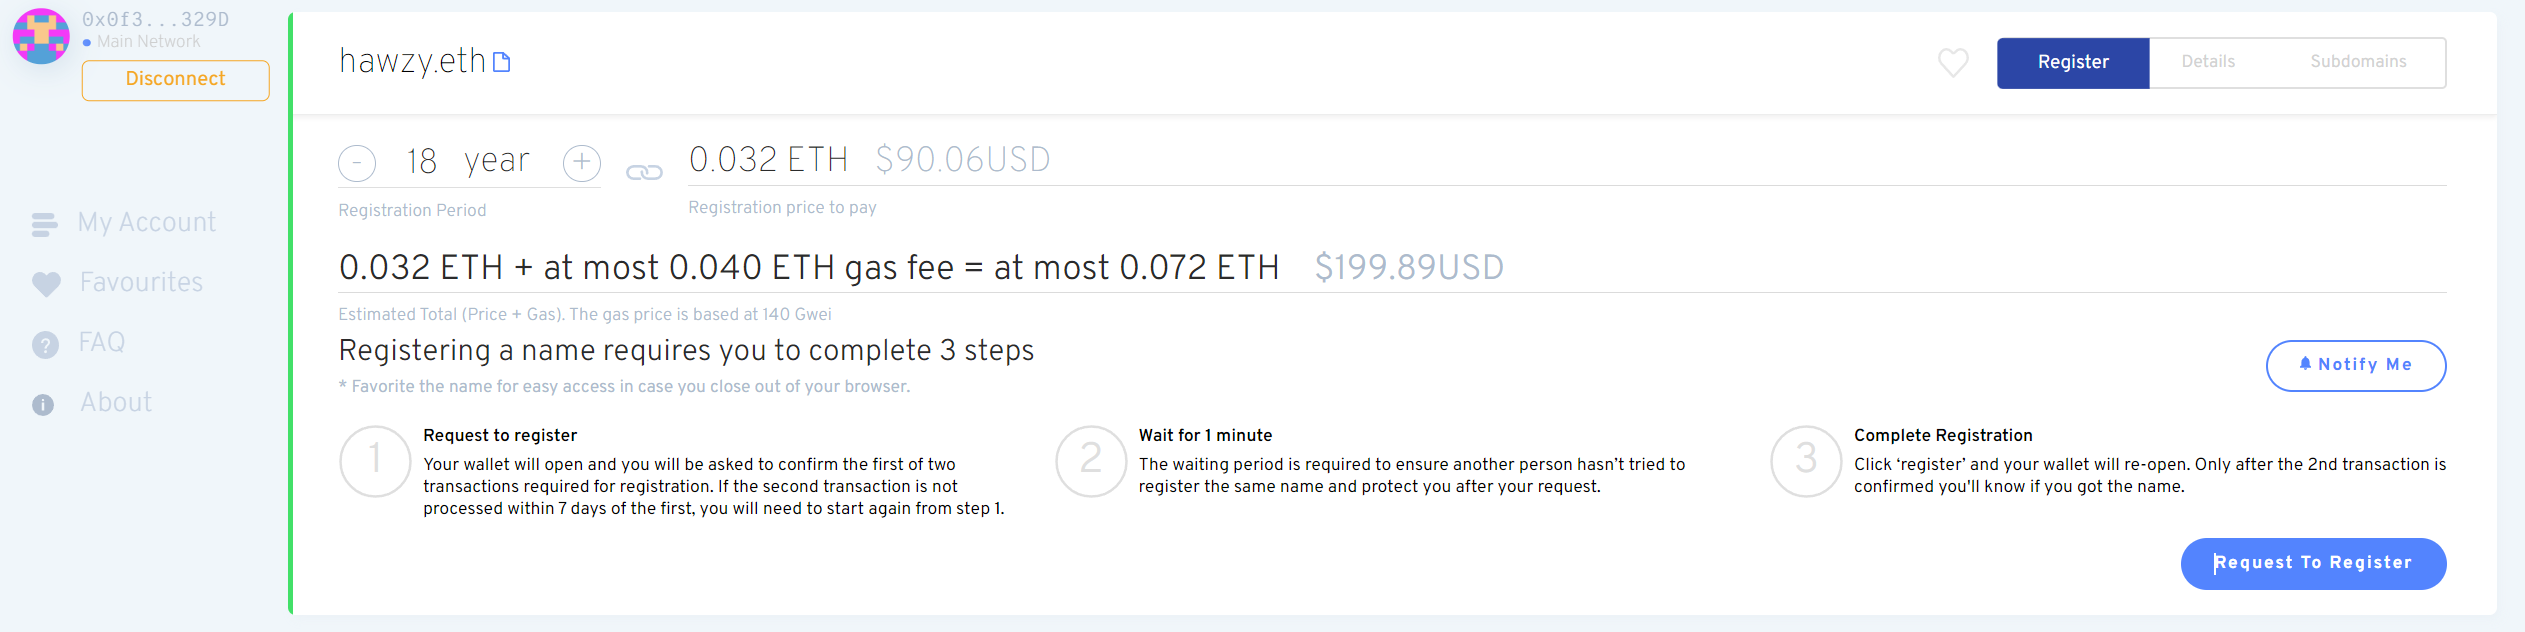 0x0f3...329D
Main Network
Disconnect
My Account
Favourites
FAQ
About
hawzy.eth
Register
Details
Subdomains
- 18 year +
Registration Period
0.032 ETH $90.06USD
Registration price to pay
0.032 ETH + at most 0.040 ETH gas fee = at most 0.072 ETH $199.89USD
Estimated Total (Price + Gas). The gas price is based at 140 Gwei
Registering a name requires you to complete 3 steps
* Favorite the name for easy access in case you close out of your browser.
Notify Me
1
Request to register
Your wallet will open and you will be asked to confirm the first of two
transactions required for registration. If the second transaction is not
processed within 7 days of the first, you will need to start again from step 1.
2
Wait for 1 minute
The waiting period is required to ensure another person hasn’t tried to
register the same name and protect you after your request.
3
Complete Registration
Click ‘register’ and your wallet will re-open. Only after the 2nd transaction is
confirmed you'll know if you got the name.
Request To Register